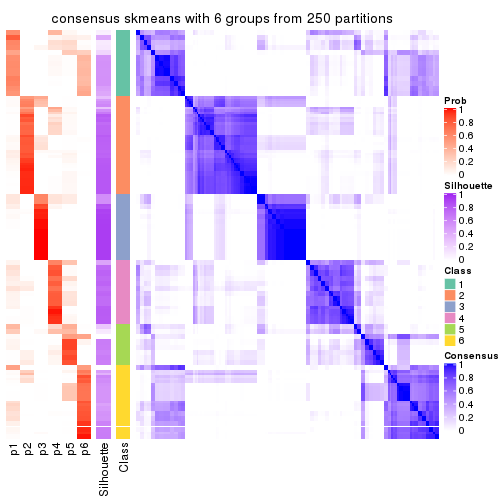 consensus skmeans with 6 groups from 250 partitions
Prob
1
0.8
0.6
0.4
0.2
0
Silhouette
1
0.8
0.6
0.4
0.2
0
Class
1
2
3
4
5
6
Consensus
1
0.8
0.6
0.4
0.2
0
p1
p2
p3
p4
p5
p6
Silhouette
Class